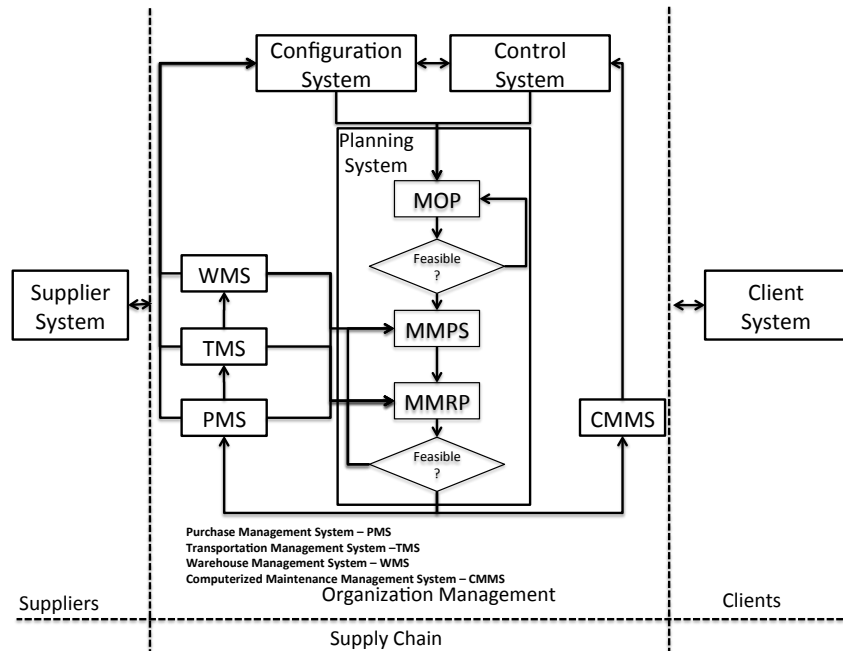 Configuration
System
Control
System
Planning
System
MOP
Feasible
?
WMS
Supplier
System
Client
System
MMPS
TMS
MMRP
PMS
CMMS
Feasible
?
Purchase Management System – PMS
Transportation Management System –TMS
Warehouse Management System – WMS
Computerized Maintenance Management System – CMMS
Suppliers
Organization Management
Clients
Supply Chain